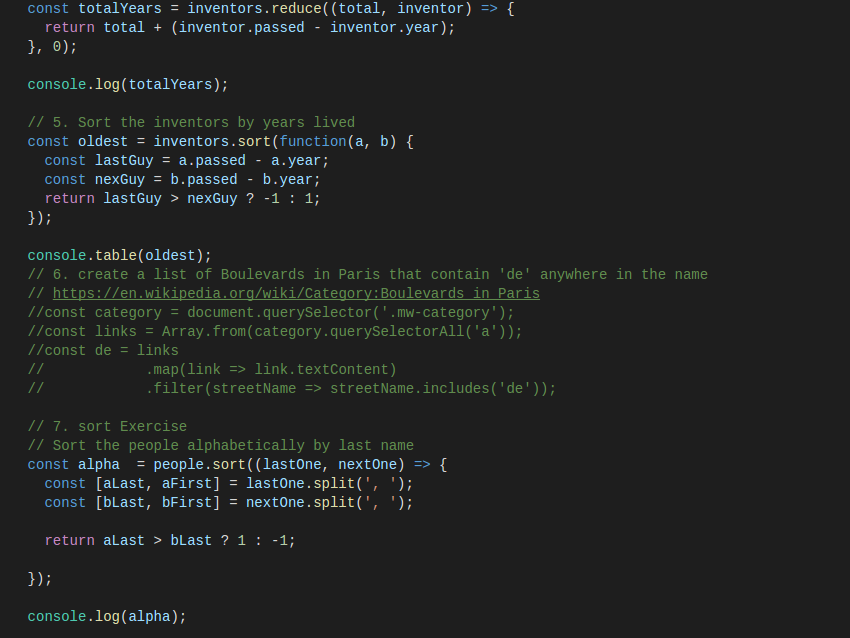 const totalYears = inventors.reduce((total, inventor) => {
  return total + (inventor.passed - inventor.year);
}, 0);

console.log(totalYears);

// 5. Sort the inventors by years lived
const oldest = inventors.sort(function(a, b) {
  const lastGuy = a.passed - a.year;
  const nexGuy = b.passed - b.year;
  return lastGuy > nexGuy ? -1 : 1;
});

console.table(oldest);
// 6. create a list of Boulevards in Paris that contain 'de' anywhere in the name
// https://en.wikipedia.org/wiki/Category:Boulevards_in_Paris
//const category = document.querySelector('.mw-category');
//const links = Array.from(category.querySelectorAll('a'));
//const de = links
//            .map(link => link.textContent)
//            .filter(streetName => streetName.includes('de'));

// 7. sort Exercise
// Sort the people alphabetically by last name
const alpha  = people.sort((lastOne, nextOne) => {
  const [aLast, aFirst] = lastOne.split(', ');
  const [bLast, bFirst] = nextOne.split(', ');

  return aLast > bLast ? 1 : -1;

});

console.log(alpha);